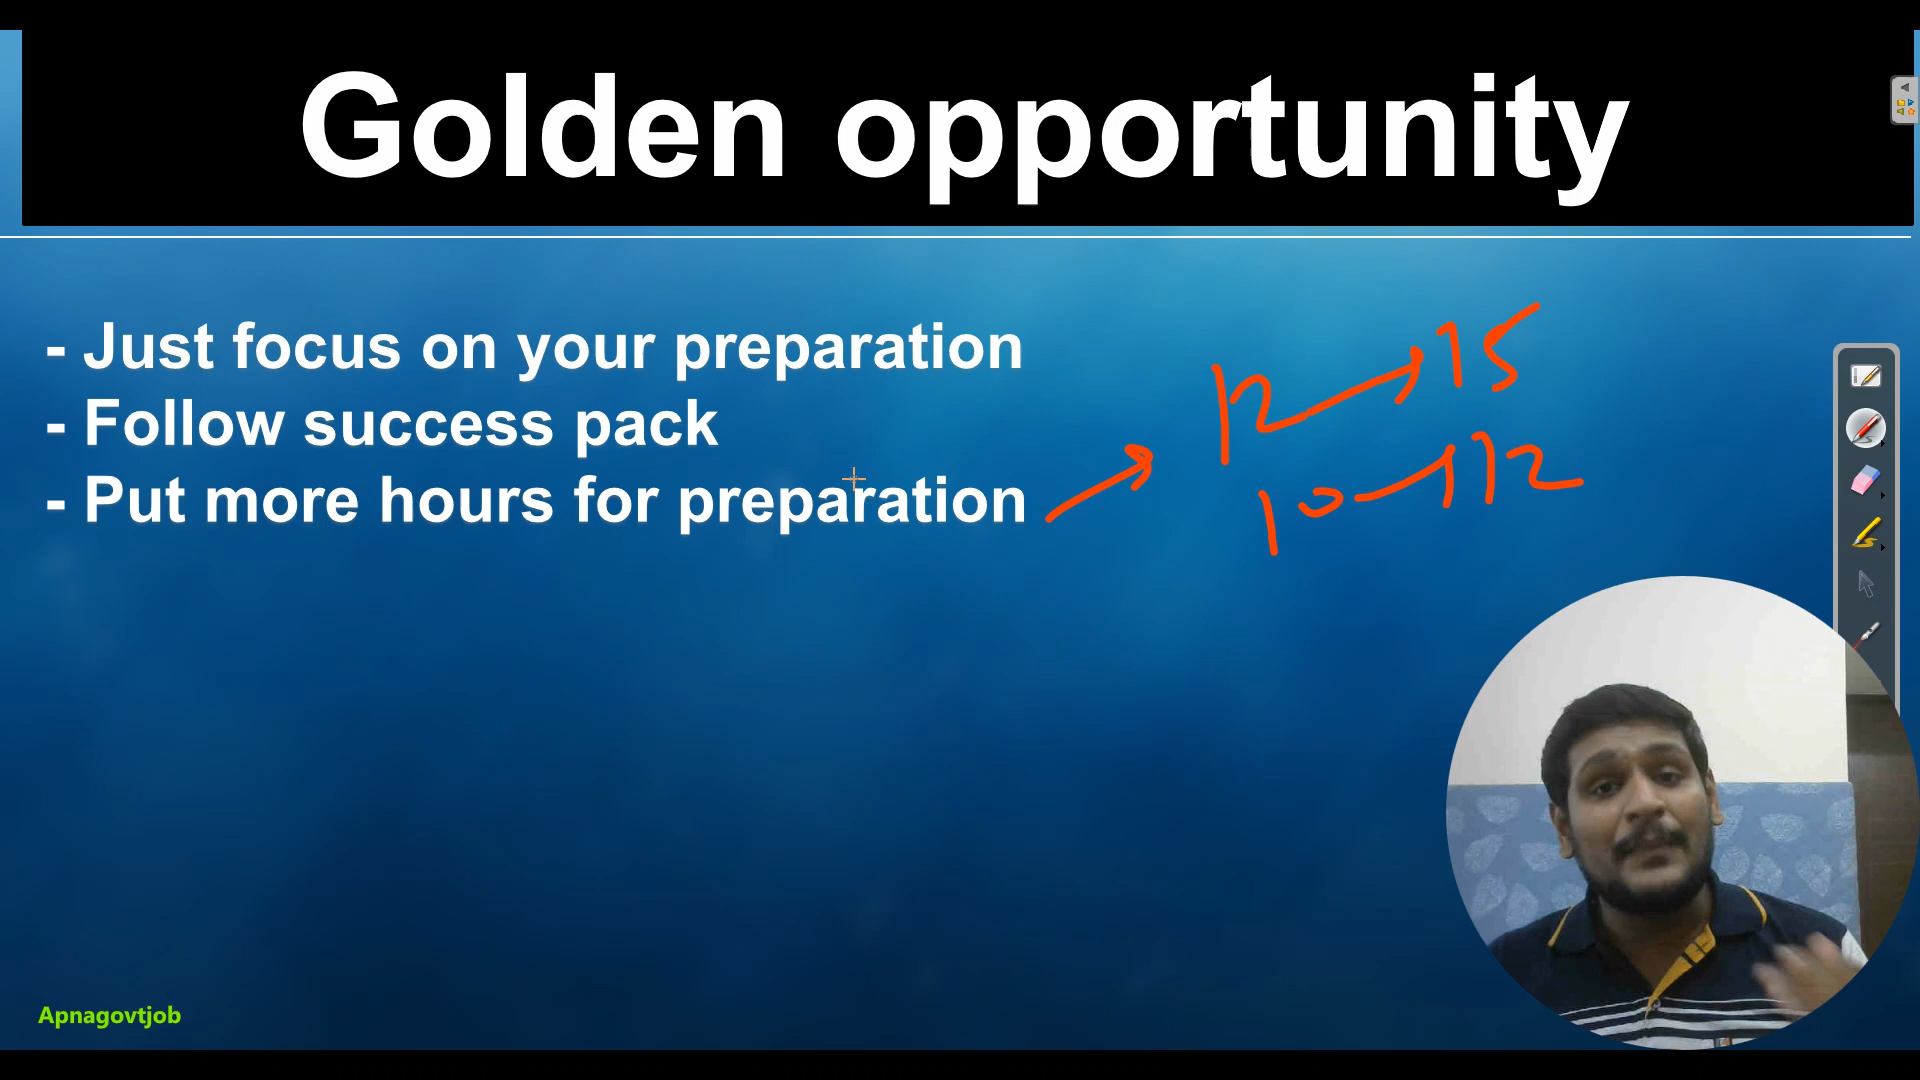 Golden opportunity
- Just focus on your preparation
- Follow success pack
- Put more hours for preparation
12 → 15
10 → 12
Apnagovtjob